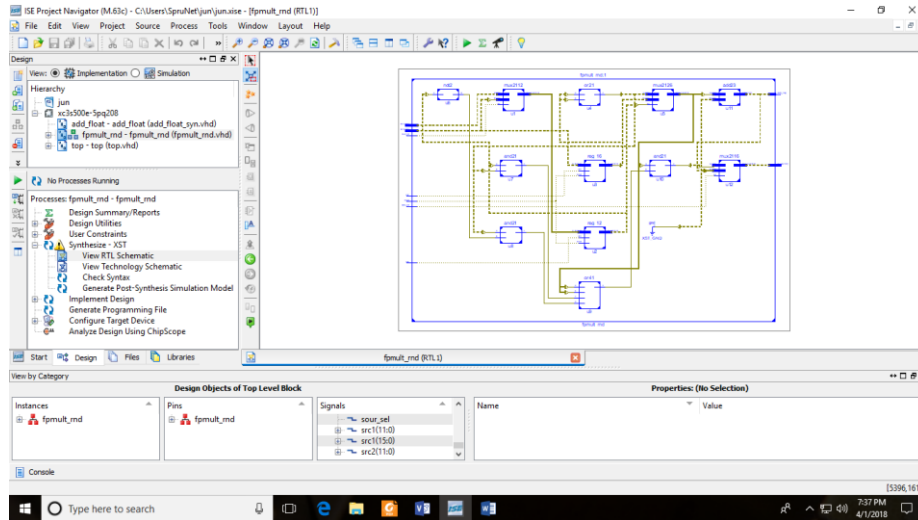 ISE Project Navigator (M.63c) - C:\Users\SpruNet\jun\jun.xise - [fpmult_rnd (RTL1)]
File Edit View Project Source Process Tools Window Layout Help
Design
View: Implementation Simulation
Hierarchy
jun
xc3s500e-5pq208
add_float - add_float (add_float_syn.vhd)
fpmult_rnd - fpmult_rnd (fpmult_rnd.vhd)
top - top (top.vhd)
No Processes Running
Processes: fpmult_rnd - fpmult_rnd
Design Summary/Reports
Design Utilities
User Constraints
Synthesize - XST
View RTL Schematic
View Technology Schematic
Check Syntax
Generate Post-Synthesis Simulation Model
Implement Design
Generate Programming File
Configure Target Device
Analyze Design Using ChipScope
fpmult_rnd:1
fpmult_rnd
Start Design Files Libraries
fpmult_rnd (RTL1)
View by Category
Design Objects of Top Level Block
Properties: (No Selection)
Instances
fpmult_rnd
Pins
fpmult_rnd
Signals
sour_sel
src1(11:0)
src1(15:0)
src2(11:0)
Name Value
Console
[5396,161
Type here to search
7:37 PM
4/1/2018